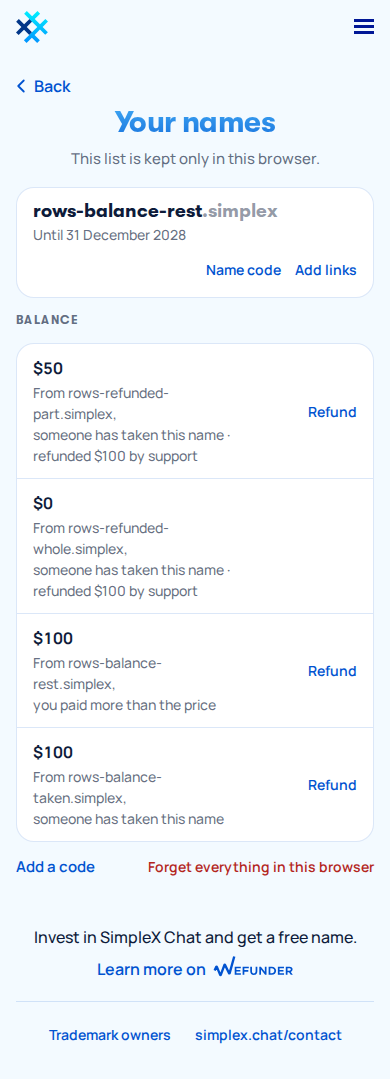 Back
Your names
This list is kept only in this browser.
rows-balance-rest.simplex
Until 31 December 2028
Name code Add links
BALANCE
$50
From rows-refunded-
part.simplex,
someone has taken this name ·
refunded $100 by support
Refund
$0
From rows-refunded-
whole.simplex,
someone has taken this name ·
refunded $100 by support
$100
From rows-balance-
rest.simplex,
you paid more than the price
Refund
$100
From rows-balance-
taken.simplex,
someone has taken this name
Refund
Add a code Forget everything in this browser
Invest in SimpleX Chat and get a free name.
Learn more on WEFUNDER
Trademark owners simplex.chat/contact